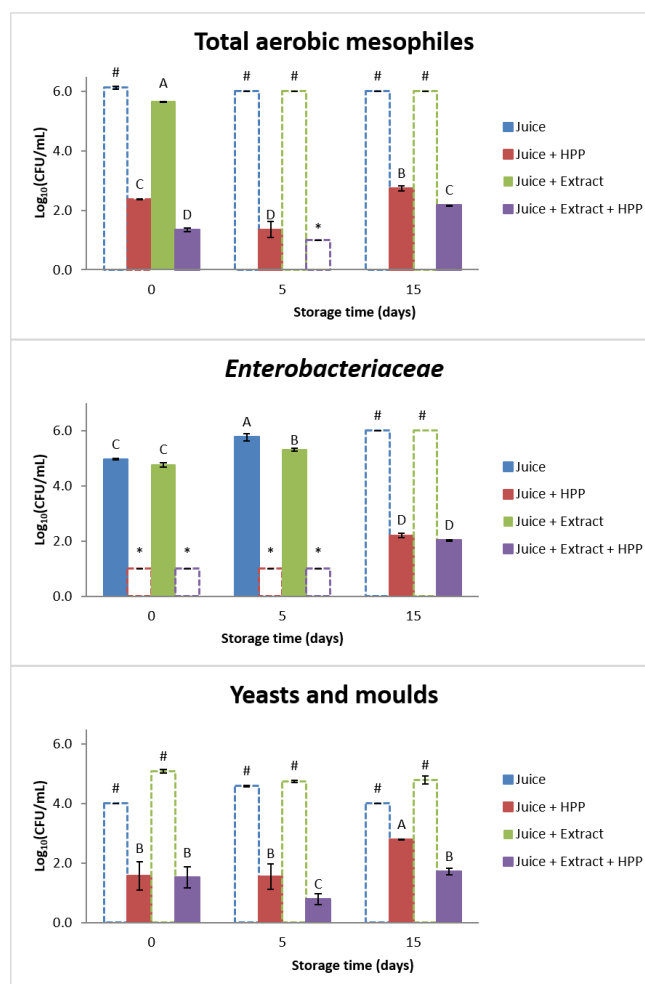 Total aerobic mesophiles
Log10(CFU/mL)
6.0
4.0
2.0
0.0
# C A D
# D # *
# B # C
0 5 15
Storage time (days)
Juice
Juice + HPP
Juice + Extract
Juice + Extract + HPP
Enterobacteriaceae
Log10(CFU/mL)
6.0
4.0
2.0
0.0
C * C *
A * B *
# D # D
0 5 15
Storage time (days)
Juice
Juice + HPP
Juice + Extract
Juice + Extract + HPP
Yeasts and moulds
Log10(CFU/mL)
6.0
4.0
2.0
0.0
# B # B
# B # C
# A # B
0 5 15
Storage time (days)
Juice
Juice + HPP
Juice + Extract
Juice + Extract + HPP